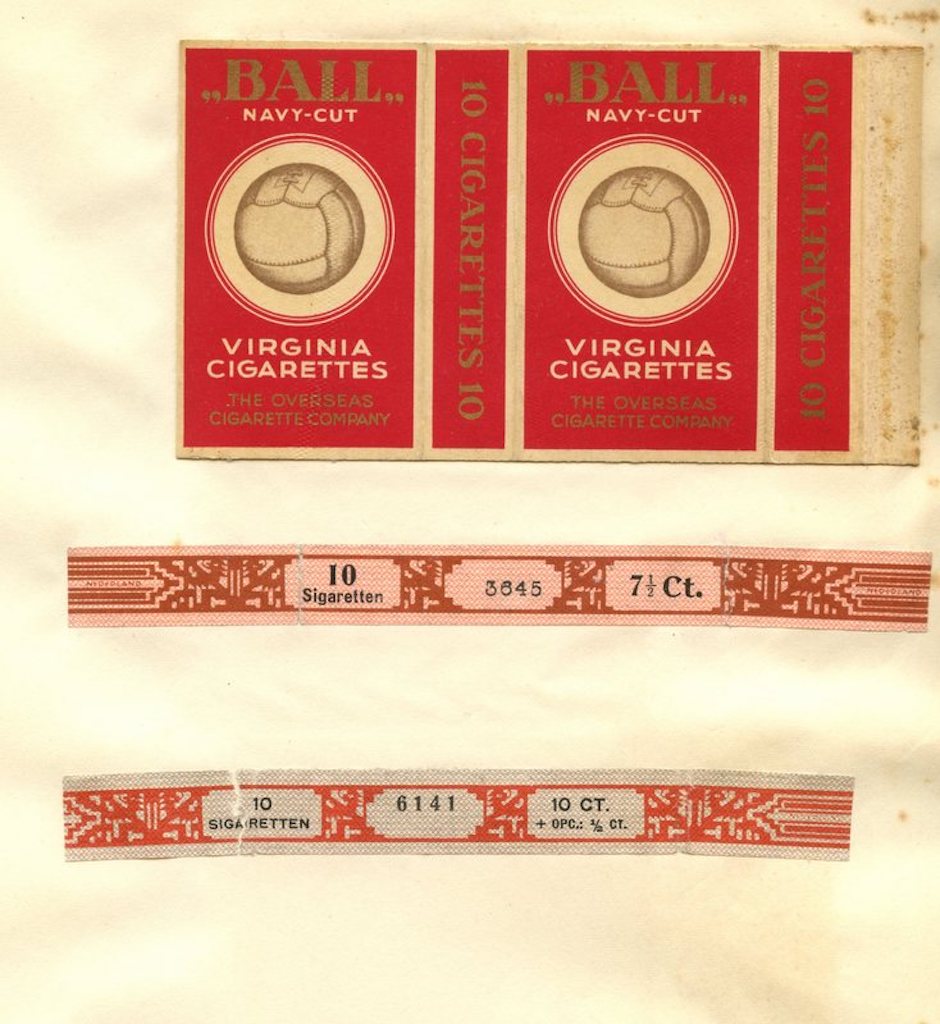 „BALL„
NAVY-CUT
VIRGINIA
CIGARETTES
THE OVERSEAS
CIGARETTE COMPANY
10 CIGARETTES 10
„BALL„
NAVY-CUT
VIRGINIA
CIGARETTES
THE OVERSEAS
CIGARETTE COMPANY
10 CIGARETTES 10
NEDERLAND
10
Sigaretten
3645
7½ Ct.
NEDERLAND
10
SIGARETTEN
6141
10 CT.
+ OPC.: ½ CT.